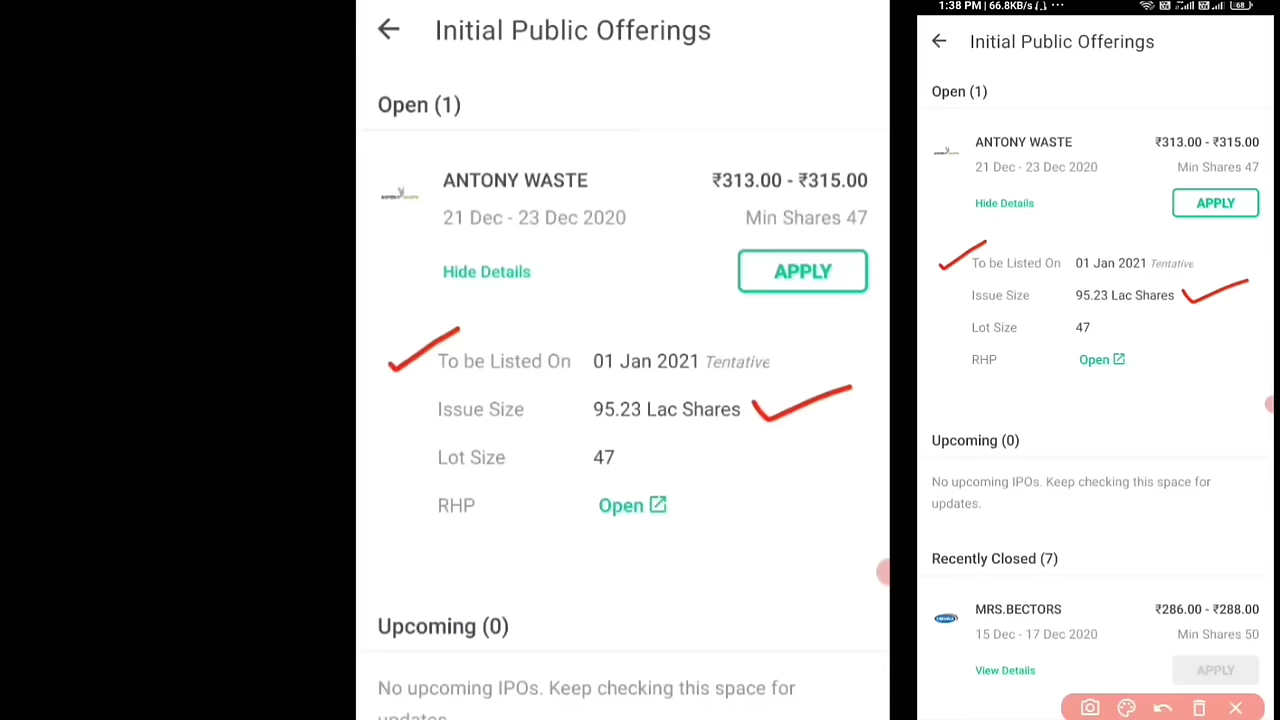 Initial Public Offerings
Open (1)
ANTONY WASTE
₹313.00 - ₹315.00
21 Dec - 23 Dec 2020
Min Shares 47
Hide Details
APPLY
To be Listed On 01 Jan 2021 Tentative
Issue Size 95.23 Lac Shares
Lot Size 47
RHP Open
Upcoming (0)
No upcoming IPOs. Keep checking this space for
updates.
1:38 PM | 66.8KB/s
68
Initial Public Offerings
Open (1)
ANTONY WASTE
₹313.00 - ₹315.00
21 Dec - 23 Dec 2020
Min Shares 47
Hide Details
APPLY
To be Listed On 01 Jan 2021 Tentative
Issue Size 95.23 Lac Shares
Lot Size 47
RHP Open
Upcoming (0)
No upcoming IPOs. Keep checking this space for
updates.
Recently Closed (7)
MRS.BECTORS
₹286.00 - ₹288.00
15 Dec - 17 Dec 2020
Min Shares 50
View Details
APPLY